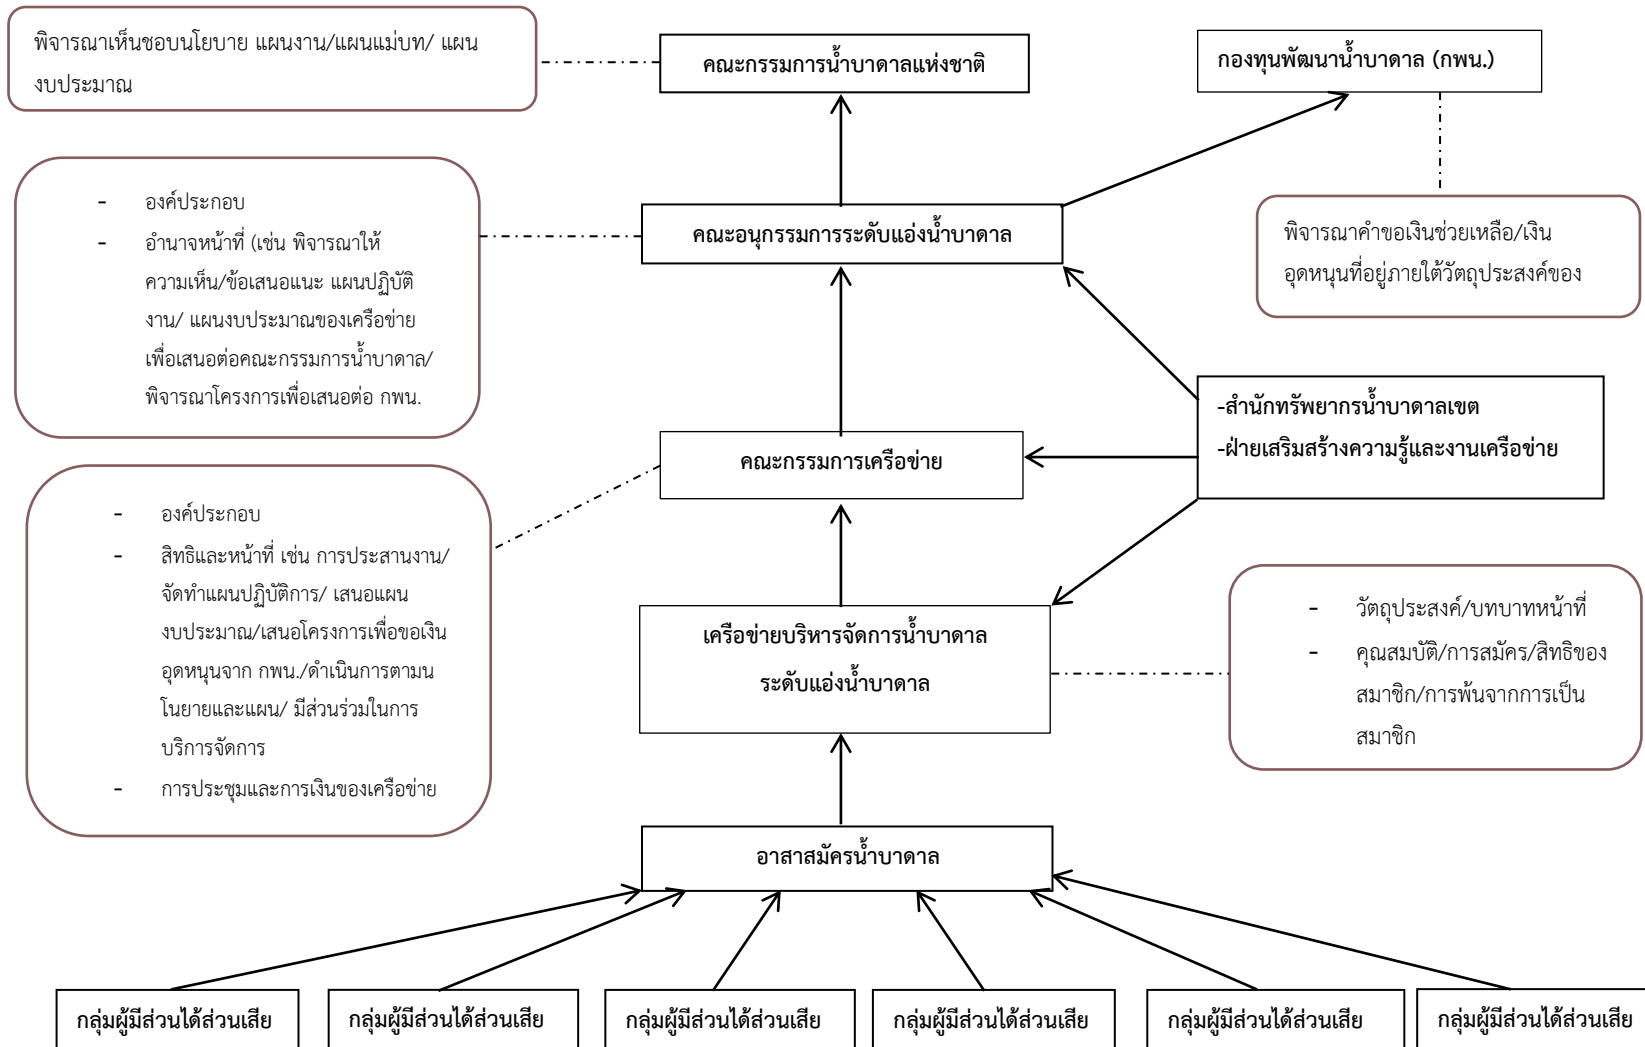 พิจารณาเห็นชอบนโยบาย แผนงาน/แผนแม่บท/ แผน
งบประมาณ
คณะกรรมการน้ำบาดาลแห่งชาติ
กองทุนพัฒนาน้ำบาดาล (กพน.)
- องค์ประกอบ
- อำนาจหน้าที่ (เช่น พิจารณาให้
ความเห็น/ข้อเสนอแนะ แผนปฏิบัติ
งาน/ แผนงบประมาณของเครือข่าย
เพื่อเสนอต่อคณะกรรมการน้ำบาดาล/
พิจารณาโครงการเพื่อเสนอต่อ กพน.
คณะอนุกรรมการระดับแอ่งน้ำบาดาล
พิจารณาคำขอเงินช่วยเหลือ/เงิน
อุดหนุนที่อยู่ภายใต้วัตถุประสงค์ของ
-สำนักทรัพยากรน้ำบาดาลเขต
-ฝ่ายเสริมสร้างความรู้และงานเครือข่าย
คณะกรรมการเครือข่าย
- องค์ประกอบ
- สิทธิและหน้าที่ เช่น การประสานงาน/
จัดทำแผนปฏิบัติการ/ เสนอแผน
งบประมาณ/เสนอโครงการเพื่อขอเงิน
อุดหนุนจาก กพน./ดำเนินการตามน
โนยายและแผน/ มีส่วนร่วมในการ
บริการจัดการ
- การประชุมและการเงินของเครือข่าย
เครือข่ายบริหารจัดการน้ำบาดาล
ระดับแอ่งน้ำบาดาล
- วัตถุประสงค์/บทบาทหน้าที่
- คุณสมบัติ/การสมัคร/สิทธิของ
สมาชิก/การพ้นจากการเป็น
สมาชิก
อาสาสมัครน้ำบาดาล
กลุ่มผู้มีส่วนได้ส่วนเสีย
กลุ่มผู้มีส่วนได้ส่วนเสีย
กลุ่มผู้มีส่วนได้ส่วนเสีย
กลุ่มผู้มีส่วนได้ส่วนเสีย
กลุ่มผู้มีส่วนได้ส่วนเสีย
กลุ่มผู้มีส่วนได้ส่วนเสีย